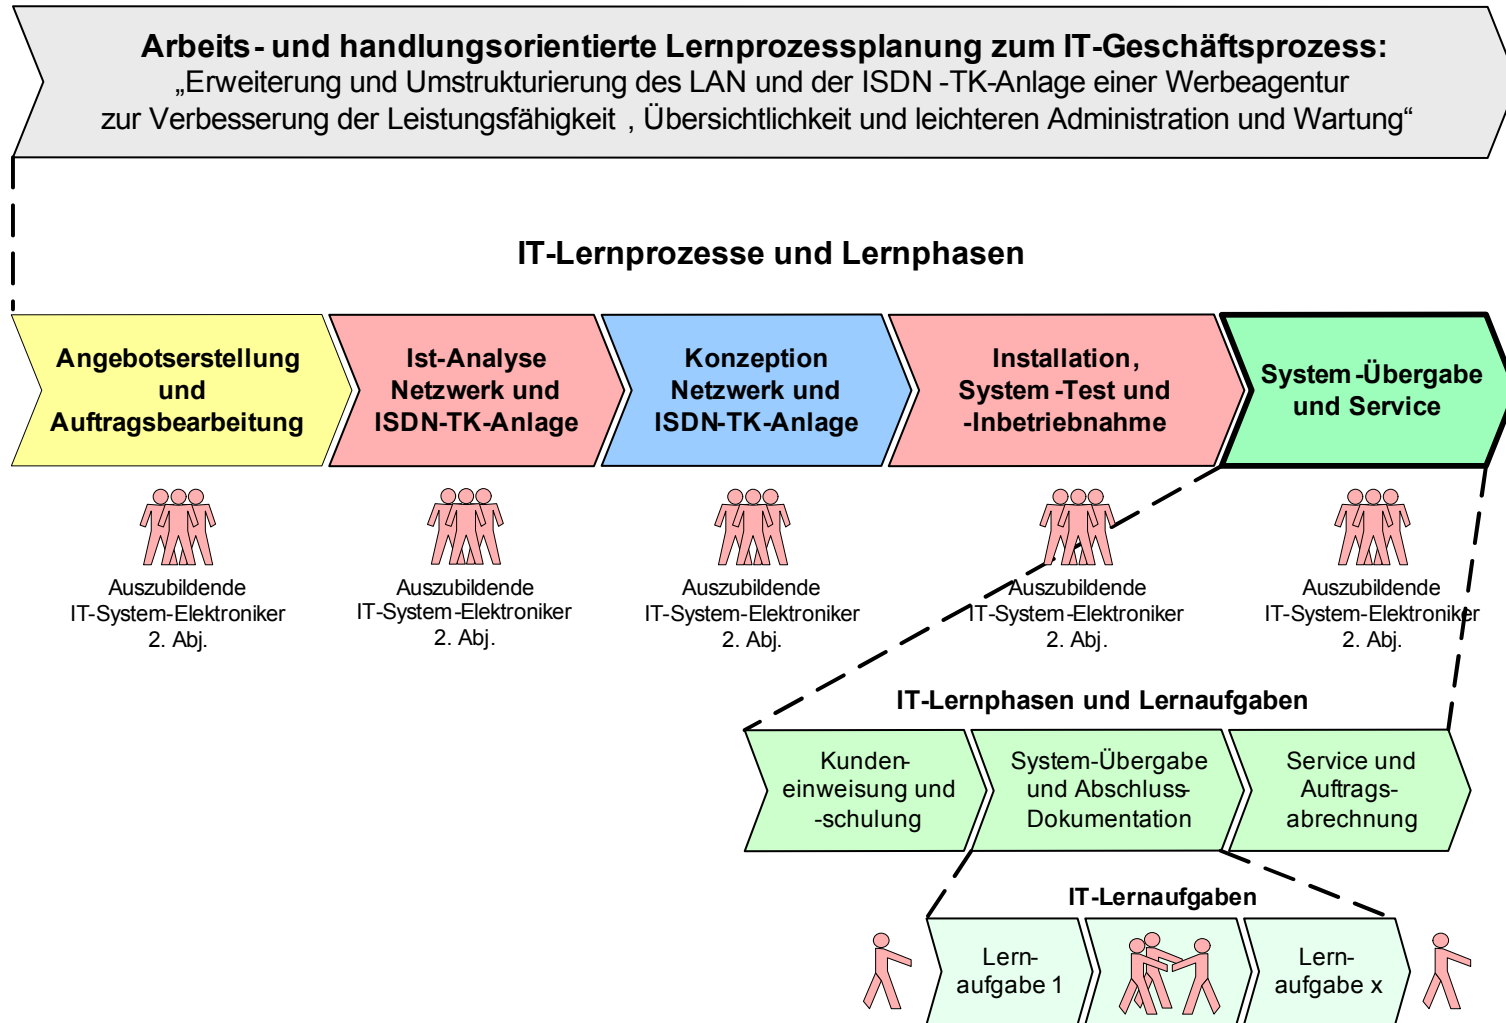 Arbeits- und handlungsorientierte Lernprozessplanung zum IT-Geschäftsprozess:
„Erweiterung und Umstrukturierung des LAN und der ISDN -TK-Anlage einer Werbeagentur
zur Verbesserung der Leistungsfähigkeit , Übersichtlichkeit und leichteren Administration und Wartung“
IT-Lernprozesse und Lernphasen
Angebotserstellung
und
Auftragsbearbeitung
Ist-Analyse
Netzwerk und
ISDN-TK-Anlage
Konzeption
Netzwerk und
ISDN-TK-Anlage
Installation,
System-Test und
-Inbetriebnahme
System-Übergabe
und Service
Auszubildende
IT-System-Elektroniker
2. Abj.
Auszubildende
IT-System-Elektroniker
2. Abj.
Auszubildende
IT-System-Elektroniker
2. Abj.
Auszubildende
IT-System-Elektroniker
2. Abj.
Auszubildende
IT-System-Elektroniker
2. Abj.
IT-Lernphasen und Lernaufgaben
Kunden-
einweisung und
-schulung
System-Übergabe
und Abschluss-
Dokumentation
Service und
Auftrags-
abrechnung
IT-Lernaufgaben
Lern-
aufgabe 1
Lern-
aufgabe x